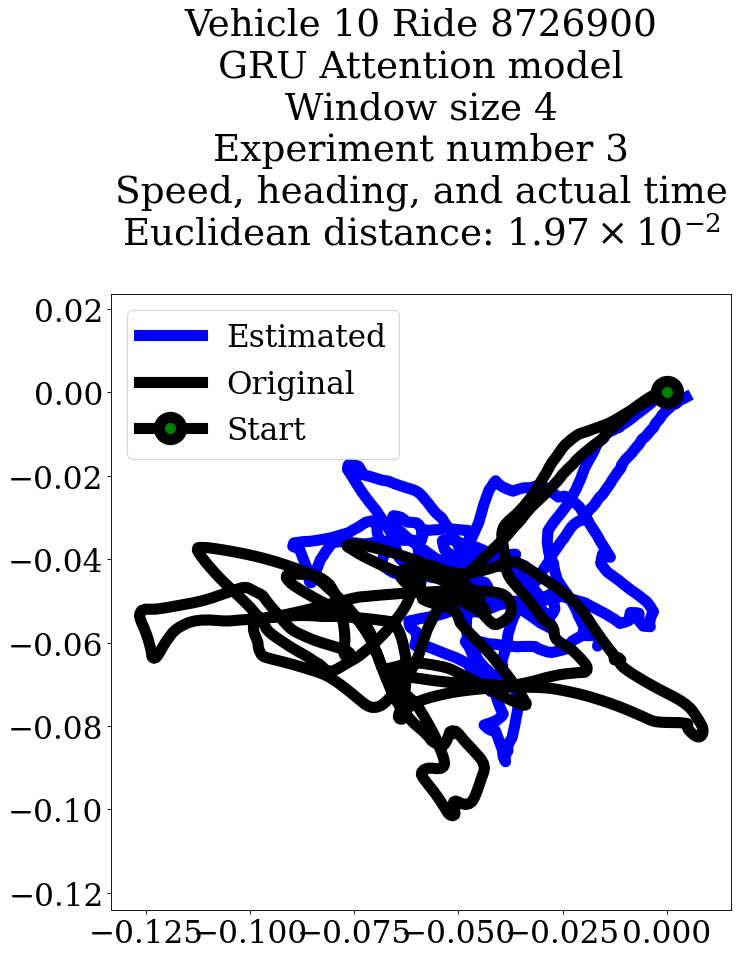 Vehicle 10 Ride 8726900
GRU Attention model
Window size 4
Experiment number 3
Speed, heading, and actual time
Euclidean distance: 1.97 × 10⁻²
Estimated
Original
Start
0.02
0.00
−0.02
−0.04
−0.06
−0.08
−0.10
−0.12
−0.125 −0.100 −0.075 −0.050 −0.025 0.000